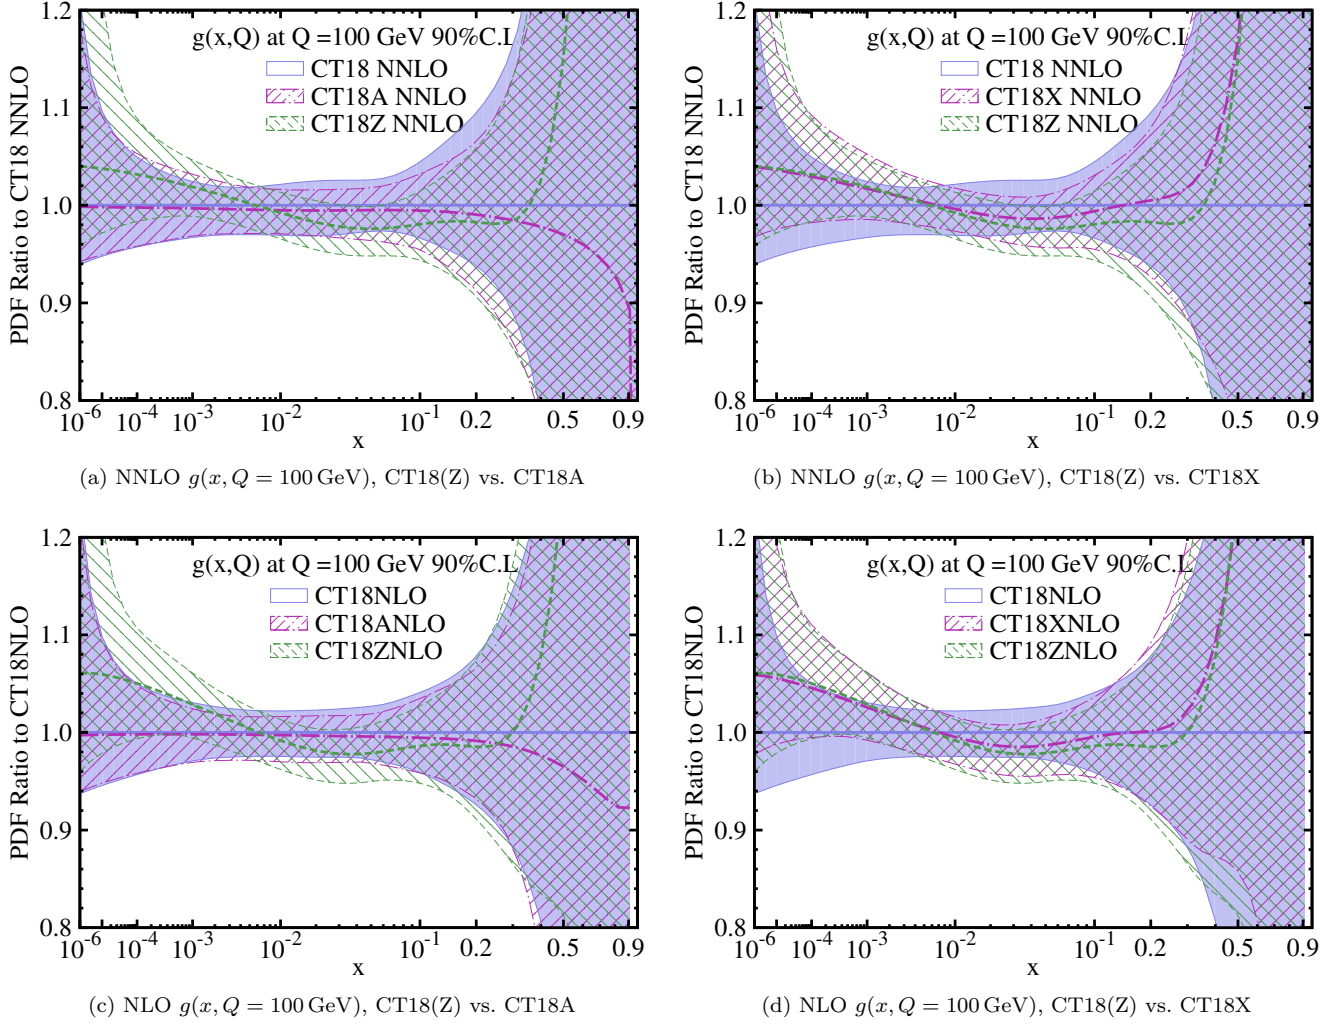 g(x,Q) at Q =100 GeV 90%C.L
CT18 NNLO
CT18A NNLO
CT18Z NNLO
PDF Ratio to CT18 NNLO
1.2
1.1
1.0
0.9
0.8
10^-6 10^-4 10^-3 10^-2 10^-1 0.2 0.5 0.9
x
(a) NNLO g(x, Q = 100 GeV), CT18(Z) vs. CT18A
g(x,Q) at Q =100 GeV 90%C.L
CT18 NNLO
CT18X NNLO
CT18Z NNLO
PDF Ratio to CT18 NNLO
1.2
1.1
1.0
0.9
0.8
10^-6 10^-4 10^-3 10^-2 10^-1 0.2 0.5 0.9
x
(b) NNLO g(x, Q = 100 GeV), CT18(Z) vs. CT18X
g(x,Q) at Q =100 GeV 90%C.L
CT18NLO
CT18ANLO
CT18ZNLO
PDF Ratio to CT18NLO
1.2
1.1
1.0
0.9
0.8
10^-6 10^-4 10^-3 10^-2 10^-1 0.2 0.5 0.9
x
(c) NLO g(x, Q = 100 GeV), CT18(Z) vs. CT18A
g(x,Q) at Q =100 GeV 90%C.L
CT18NLO
CT18XNLO
CT18ZNLO
PDF Ratio to CT18NLO
1.2
1.1
1.0
0.9
0.8
10^-6 10^-4 10^-3 10^-2 10^-1 0.2 0.5 0.9
x
(d) NLO g(x, Q = 100 GeV), CT18(Z) vs. CT18X